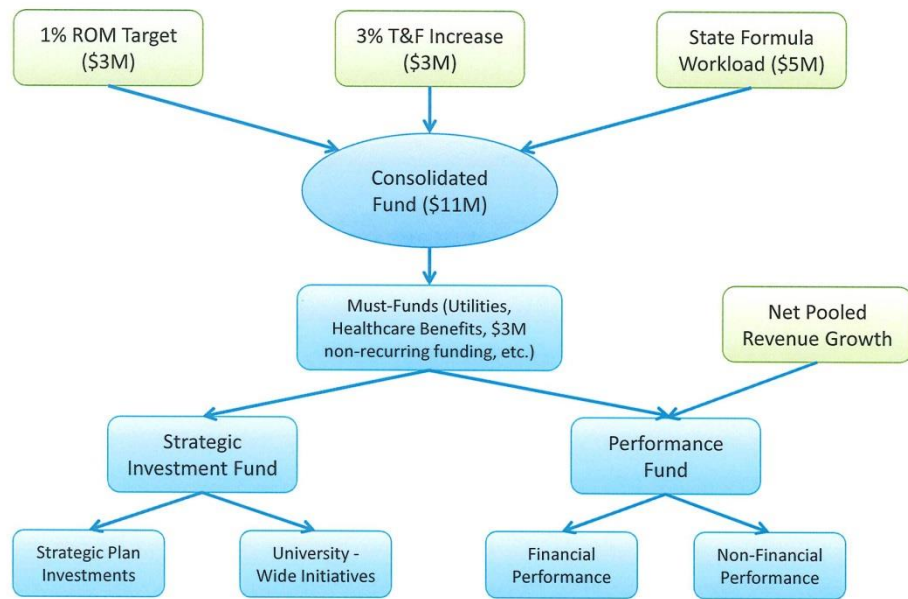 1% ROM Target
($3M)
3% T&F Increase
($3M)
State Formula
Workload ($5M)
Consolidated
Fund ($11M)
Must-Funds (Utilities,
Healthcare Benefits, $3M
non-recurring funding, etc.)
Net Pooled
Revenue Growth
Strategic
Investment Fund
Performance
Fund
Strategic Plan
Investments
University -
Wide Initiatives
Financial
Performance
Non-Financial
Performance